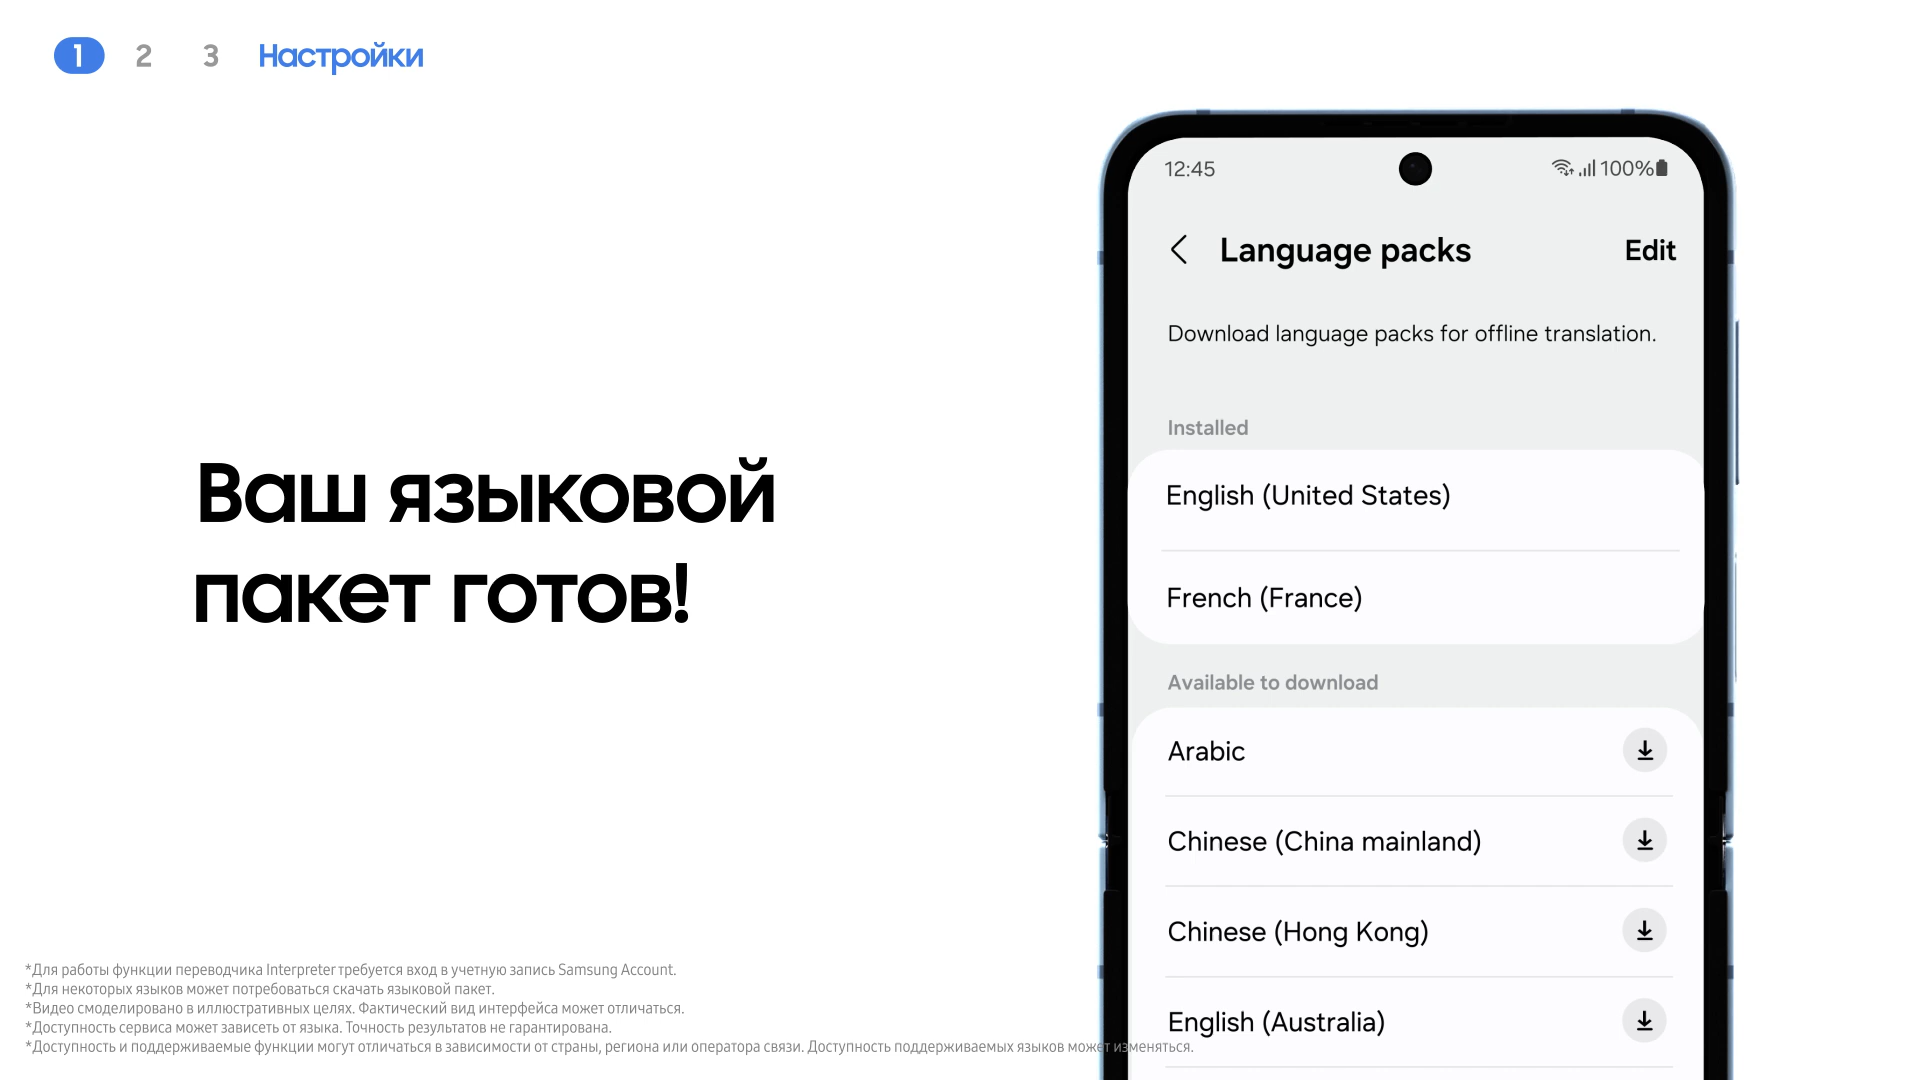 1 2 3 Настройки
Ваш языковой
пакет готов!
12:45 100%
Language packs Edit
Download language packs for offline translation.
Installed
English (United States)
French (France)
Available to download
Arabic
Chinese (China mainland)
Chinese (Hong Kong)
English (Australia)
*Для работы функции переводчика Interpreter требуется вход в учетную запись Samsung Account.
*Для некоторых языков может потребоваться скачать языковой пакет.
*Видео смоделировано в иллюстративных целях. Фактический вид интерфейса может отличаться.
*Доступность сервиса может зависеть от языка. Точность результатов не гарантирована.
*Доступность и поддерживаемые функции могут отличаться в зависимости от страны, региона или оператора связи. Доступность поддерживаемых языков может изменяться.